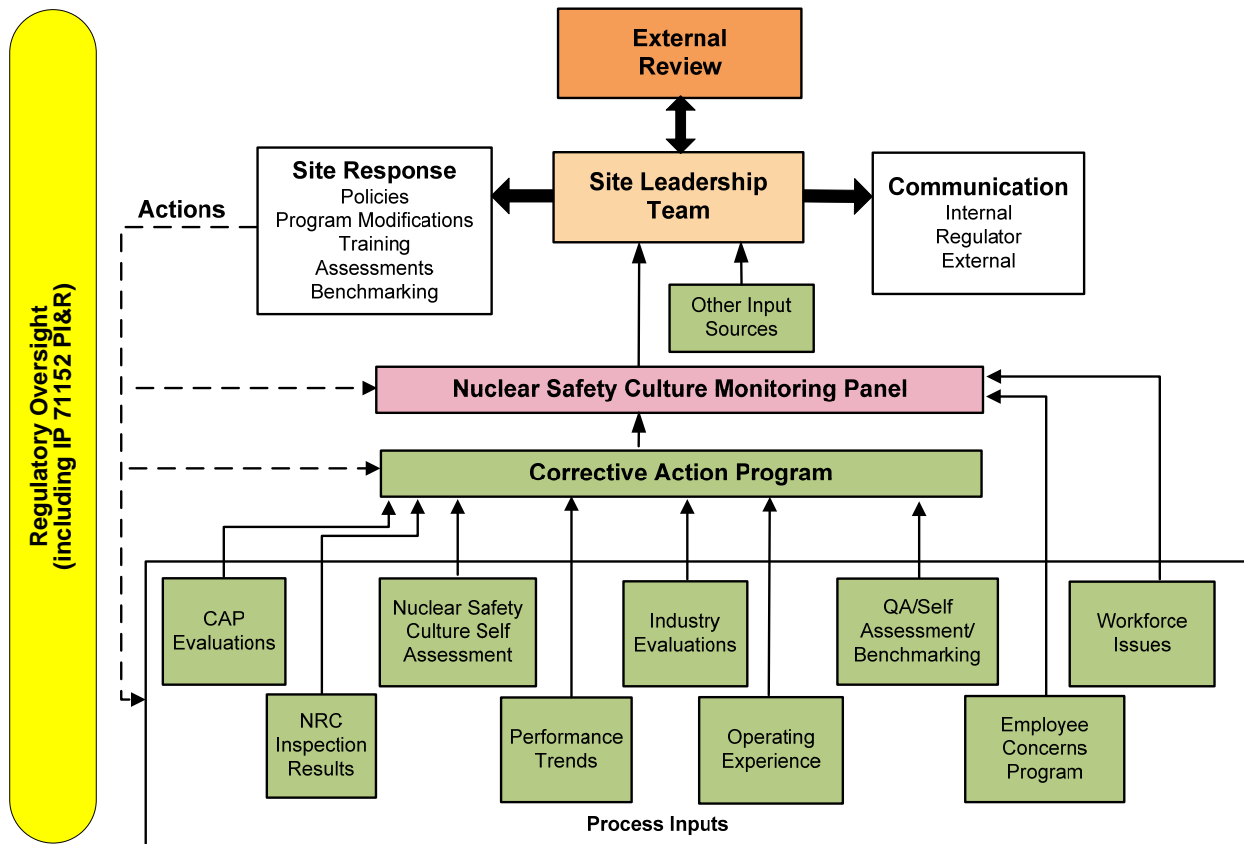 External
Review
Site Response
Policies
Program Modifications
Training
Assessments
Benchmarking
Site Leadership
Team
Communication
Internal
Regulator
External
Actions
Other Input
Sources
Regulatory Oversight
(including IP 71152 PI&R)
Nuclear Safety Culture Monitoring Panel
Corrective Action Program
CAP
Evaluations
Nuclear Safety
Culture Self
Assessment
Industry
Evaluations
QA/Self
Assessment/
Benchmarking
Workforce
Issues
NRC
Inspection
Results
Performance
Trends
Operating
Experience
Employee
Concerns
Program
Process Inputs